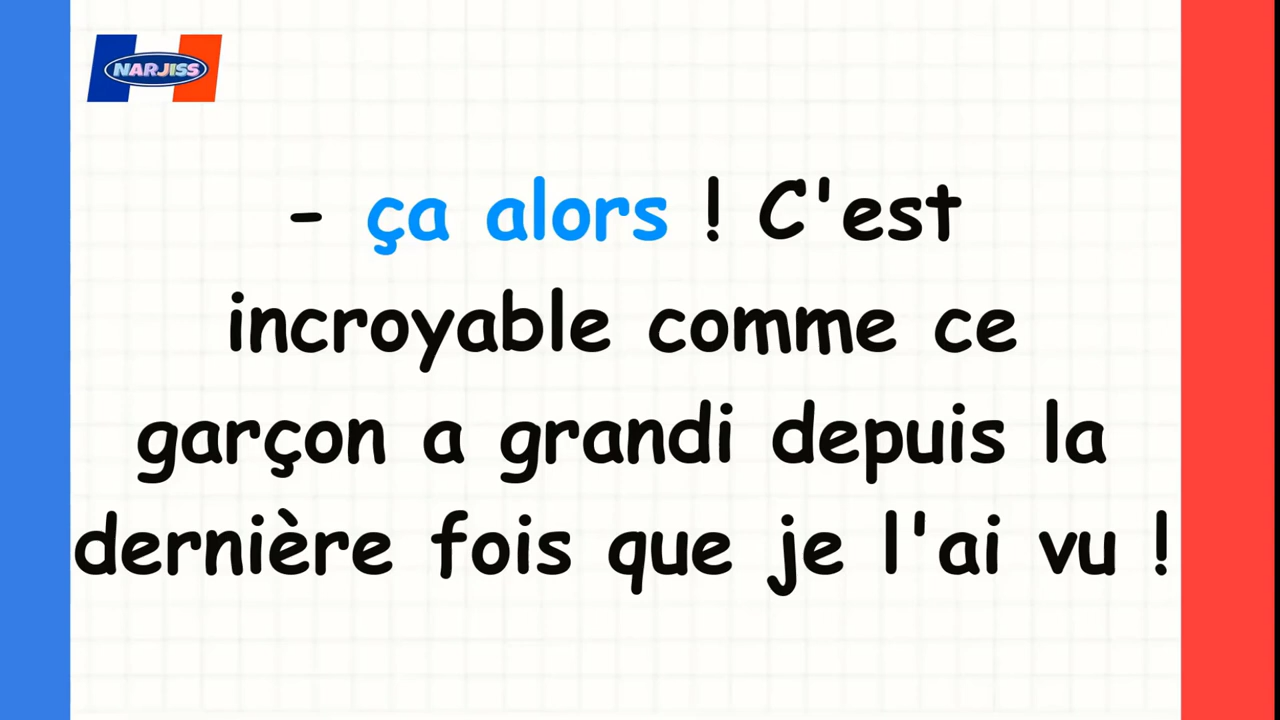 NARJISS
- ça alors ! C'est
incroyable comme ce
garçon a grandi depuis la
dernière fois que je l'ai vu !